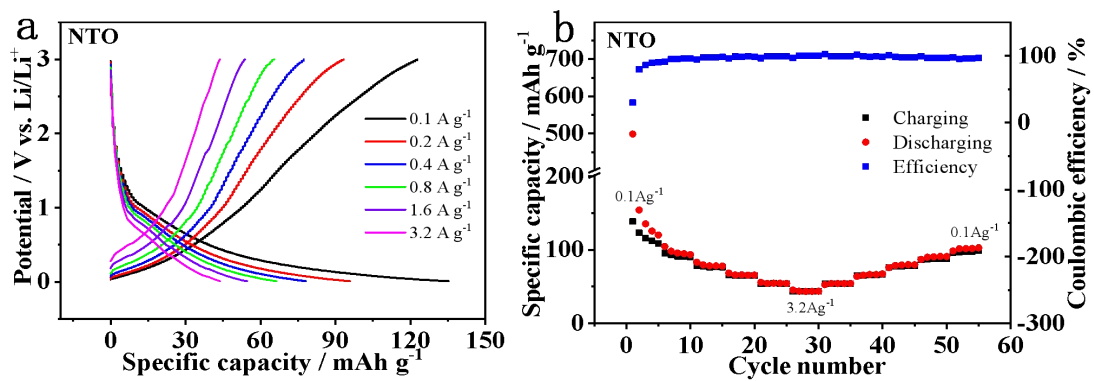 a
NTO
Potential / V vs. Li/Li+
3
2
1
0
0.1 A g-1
0.2 A g-1
0.4 A g-1
0.8 A g-1
1.6 A g-1
3.2 A g-1
0 30 60 90 120 150
Specific capacity / mAh g-1
b
NTO
Specific capacity / mAh g-1
700
600
500
200
100
0
Charging
Discharging
Efficiency
0.1Ag-1
3.2Ag-1
0.1Ag-1
100
0
-100
-200
-300
Coulombic efficiency / %
0 10 20 30 40 50 60
Cycle number